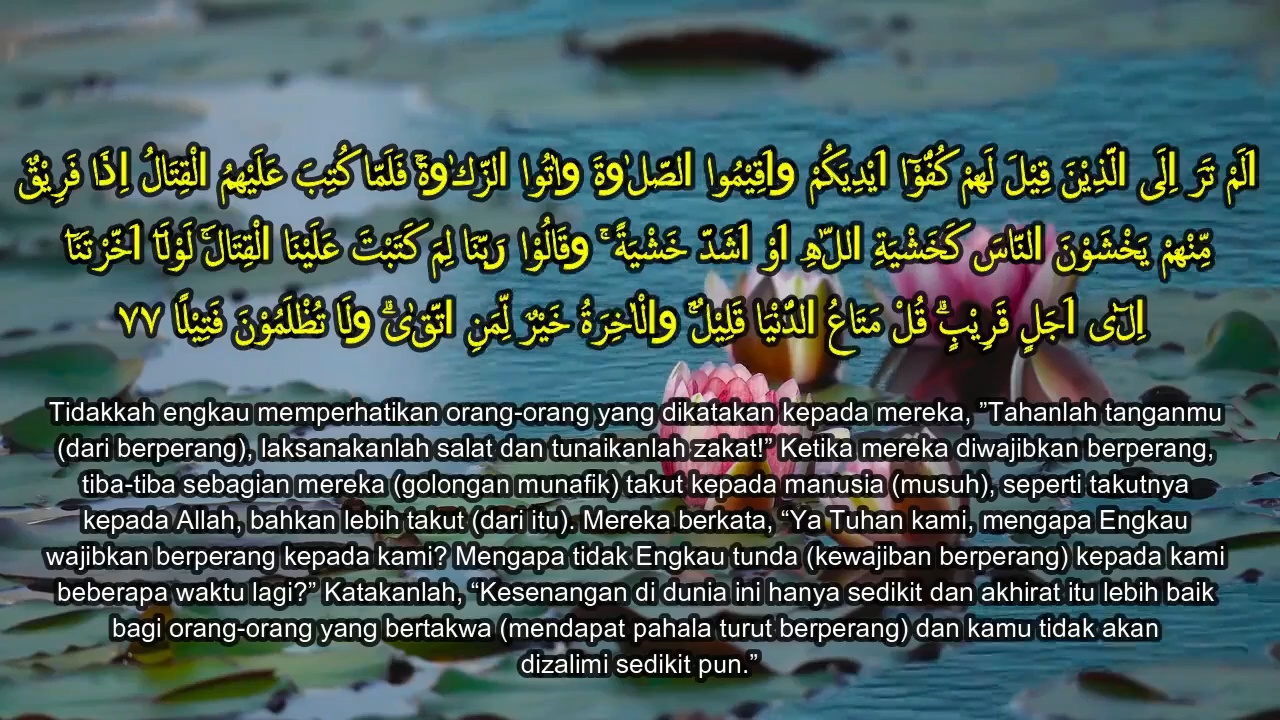 اَلَمْ تَرَ اِلَى الَّذِيْنَ قِيْلَ لَهُمْ كُفُّوْٓا اَيْدِيَكُمْ وَاَقِيْمُوا الصَّلٰوةَ وَاٰتُوا الزَّكٰوةَۚ فَلَمَّا كُتِبَ عَلَيْهِمُ الْقِتَالُ اِذَا فَرِيْقٌ
مِّنْهُمْ يَخْشَوْنَ النَّاسَ كَخَشْيَةِ اللّٰهِ اَوْ اَشَدَّ خَشْيَةً ۚ وَقَالُوْا رَبَّنَا لِمَ كَتَبْتَ عَلَيْنَا الْقِتَالَۚ لَوْلَآ اَخَّرْتَنَآ
اِلٰٓى اَجَلٍ قَرِيْبٍۗ قُلْ مَتَاعُ الدُّنْيَا قَلِيْلٌۚ وَالْاٰخِرَةُ خَيْرٌ لِّمَنِ اتَّقٰىۗ وَلَا تُظْلَمُوْنَ فَتِيْلًا ٧٧
Tidakkah engkau memperhatikan orang-orang yang dikatakan kepada mereka, ”Tahanlah tanganmu
(dari berperang), laksanakanlah salat dan tunaikanlah zakat!” Ketika mereka diwajibkan berperang,
tiba-tiba sebagian mereka (golongan munafik) takut kepada manusia (musuh), seperti takutnya
kepada Allah, bahkan lebih takut (dari itu). Mereka berkata, “Ya Tuhan kami, mengapa Engkau
wajibkan berperang kepada kami? Mengapa tidak Engkau tunda (kewajiban berperang) kepada kami
beberapa waktu lagi?” Katakanlah, “Kesenangan di dunia ini hanya sedikit dan akhirat itu lebih baik
bagi orang-orang yang bertakwa (mendapat pahala turut berperang) dan kamu tidak akan
dizalimi sedikit pun.”